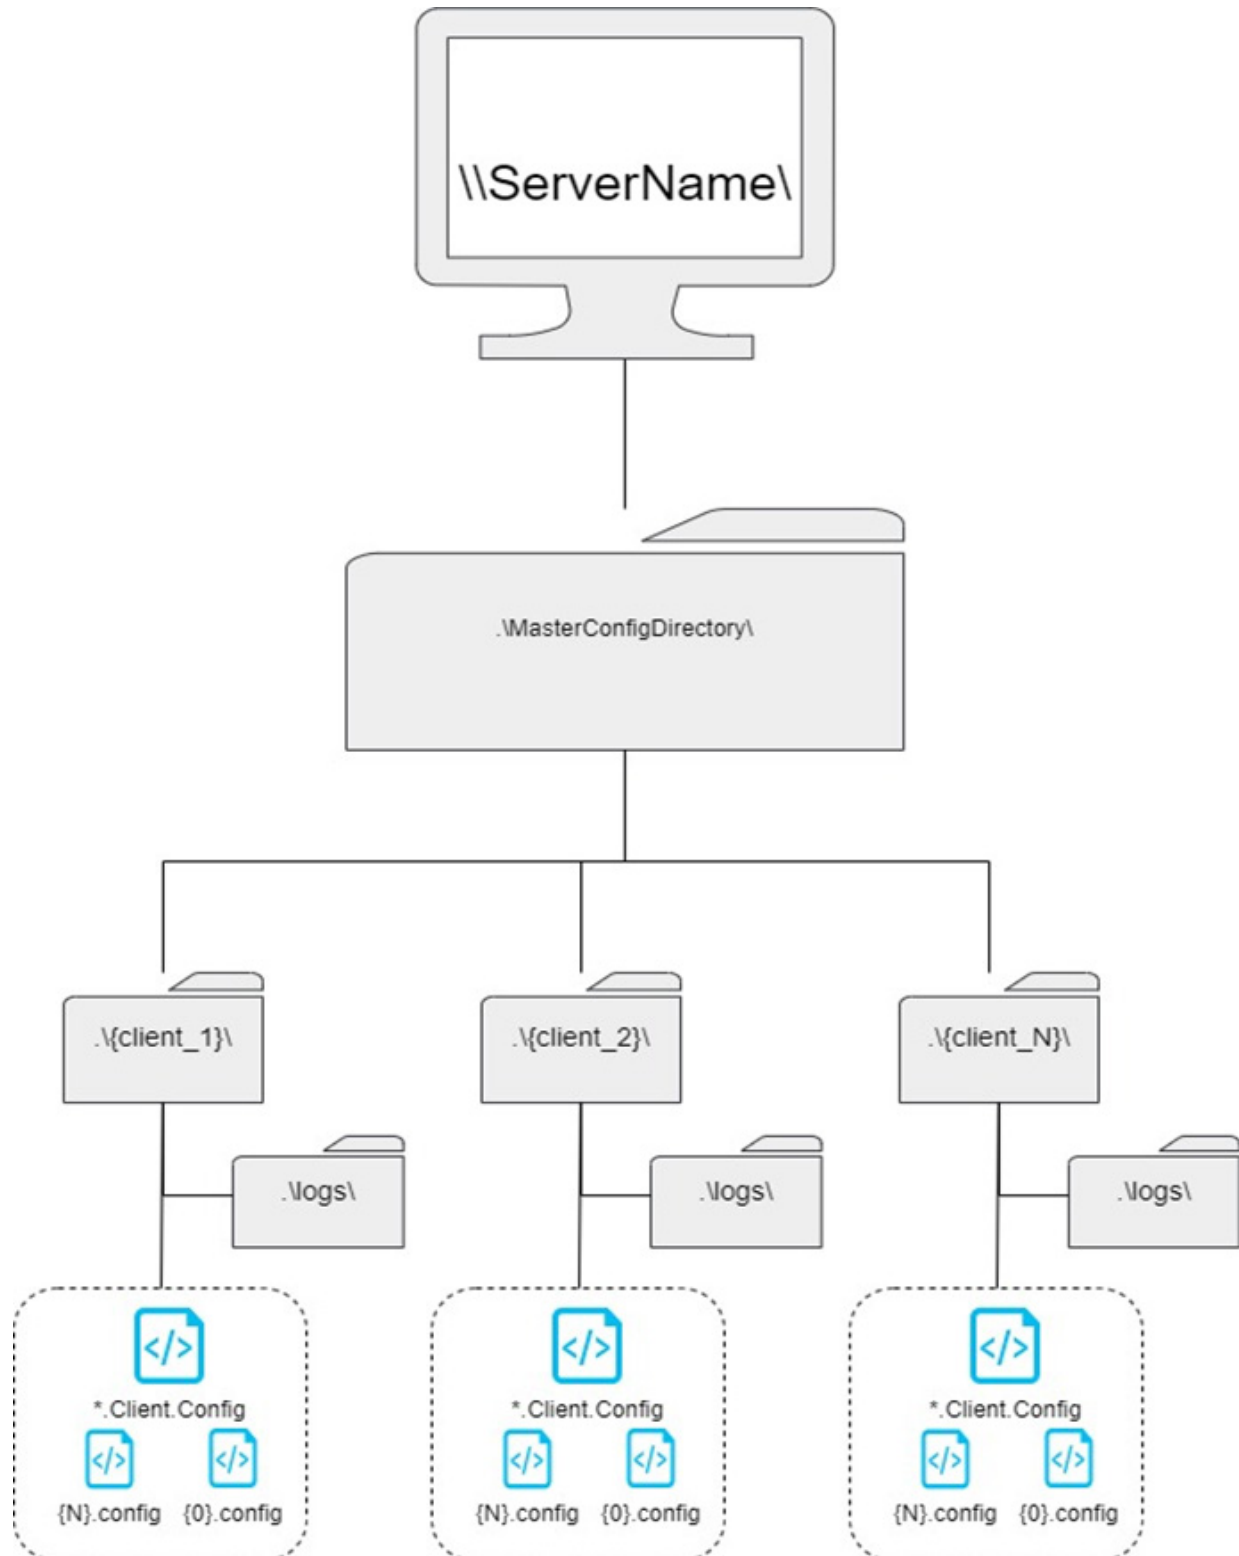 \\ServerName\
.\MasterConfigDirectory\
.\{client_1}\
.\{client_2}\
.\{client_N}\
.\logs\
.\logs\
.\logs\
*.Client.Config
*.Client.Config
*.Client.Config
{N}.config {0}.config
{N}.config {0}.config
{N}.config {0}.config